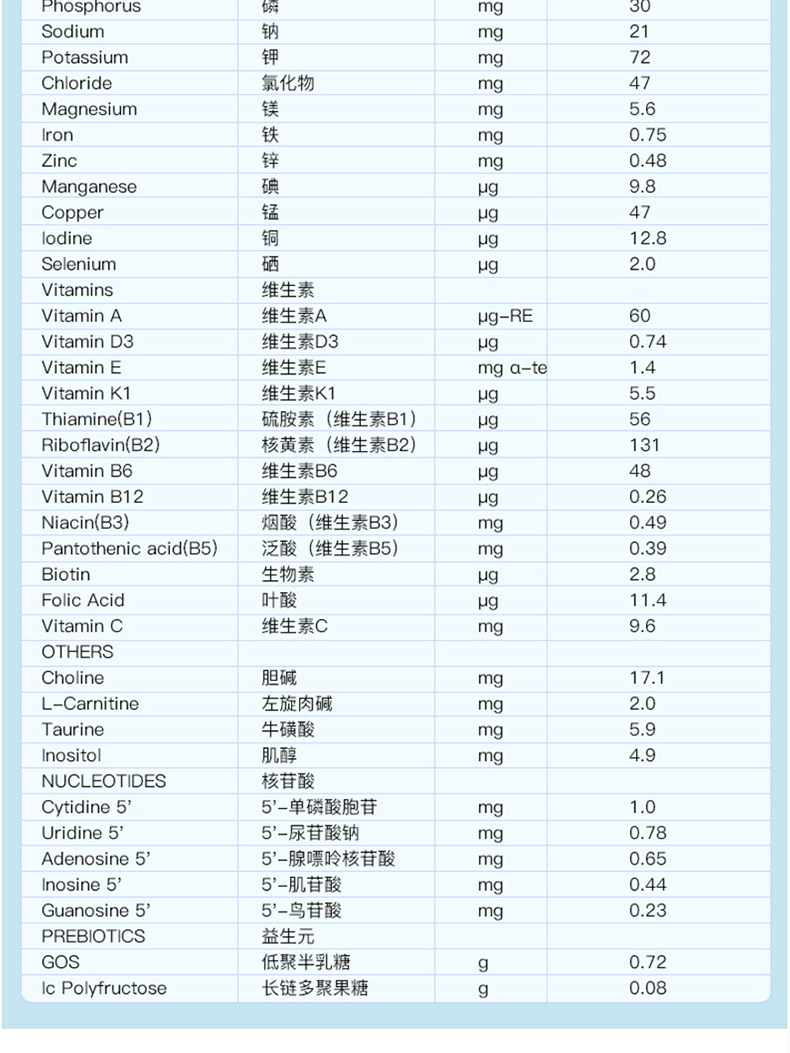 Phosphorus 磷 mg 30
Sodium 钠 mg 21
Potassium 钾 mg 72
Chloride 氯化物 mg 47
Magnesium 镁 mg 5.6
Iron 铁 mg 0.75
Zinc 锌 mg 0.48
Manganese 碘 μg 9.8
Copper 锰 μg 47
Iodine 铜 μg 12.8
Selenium 硒 μg 2.0
Vitamins 维生素
Vitamin A 维生素A μg-RE 60
Vitamin D3 维生素D3 μg 0.74
Vitamin E 维生素E mg α-te 1.4
Vitamin K1 维生素K1 μg 5.5
Thiamine(B1) 硫胺素（维生素B1） μg 56
Riboflavin(B2) 核黄素（维生素B2） μg 131
Vitamin B6 维生素B6 μg 48
Vitamin B12 维生素B12 μg 0.26
Niacin(B3) 烟酸（维生素B3） mg 0.49
Pantothenic acid(B5) 泛酸（维生素B5） mg 0.39
Biotin 生物素 μg 2.8
Folic Acid 叶酸 μg 11.4
Vitamin C 维生素C mg 9.6
OTHERS
Choline 胆碱 mg 17.1
L-Carnitine 左旋肉碱 mg 2.0
Taurine 牛磺酸 mg 5.9
Inositol 肌醇 mg 4.9
NUCLEOTIDES 核苷酸
Cytidine 5’ 5’-单磷酸胞苷 mg 1.0
Uridine 5’ 5’-尿苷酸钠 mg 0.78
Adenosine 5’ 5’-腺嘌呤核苷酸 mg 0.65
Inosine 5’ 5’-肌苷酸 mg 0.44
Guanosine 5’ 5’-鸟苷酸 mg 0.23
PREBIOTICS 益生元
GOS 低聚半乳糖 g 0.72
Ic Polyfructose 长链多聚果糖 g 0.08